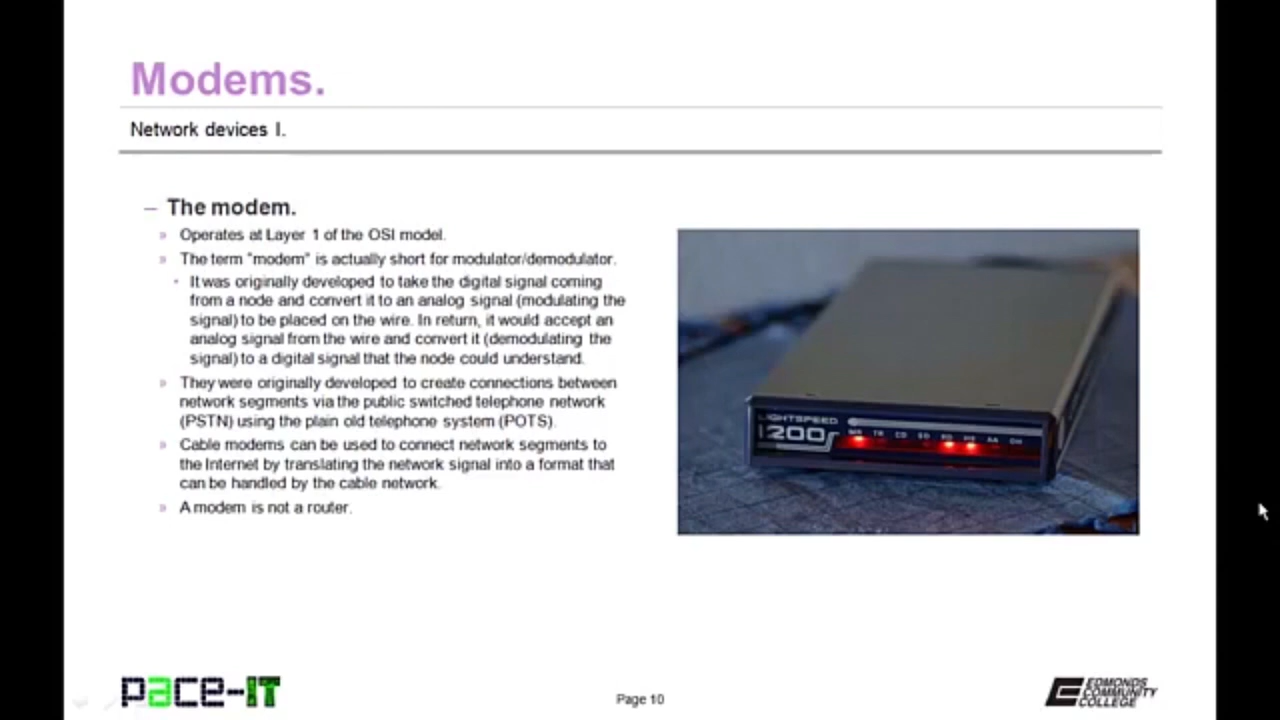 Modems.
Network devices I.
– The modem.
» Operates at Layer 1 of the OSI model.
» The term "modem" is actually short for modulator/demodulator.
• It was originally developed to take the digital signal coming
from a node and convert it to an analog signal (modulating the
signal) to be placed on the wire. In return, it would accept an
analog signal from the wire and convert it (demodulating the
signal) to a digital signal that the node could understand.
» They were originally developed to create connections between
network segments via the public switched telephone network
(PSTN) using the plain old telephone system (POTS).
» Cable modems can be used to connect network segments to
the Internet by translating the network signal into a format that
can be handled by the cable network.
» A modem is not a router.
LIGHTSPEED
1200
TR CD SD
AA
pace-IT
Page 10
EDMONDS
COMMUNITY
COLLEGE